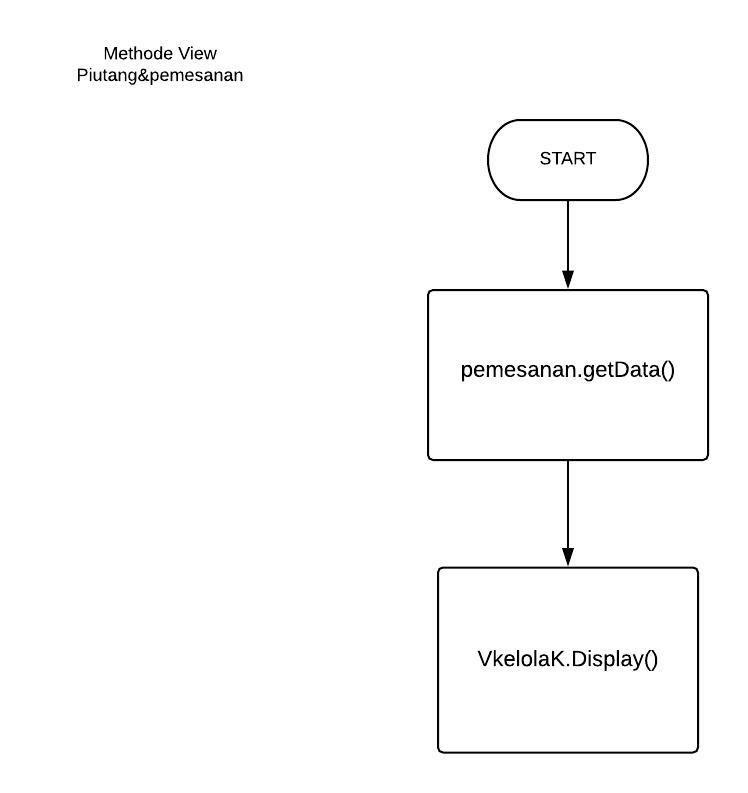 Methode View
Piutang&pemesanan
START
pemesanan.getData()
VkelolaK.Display()